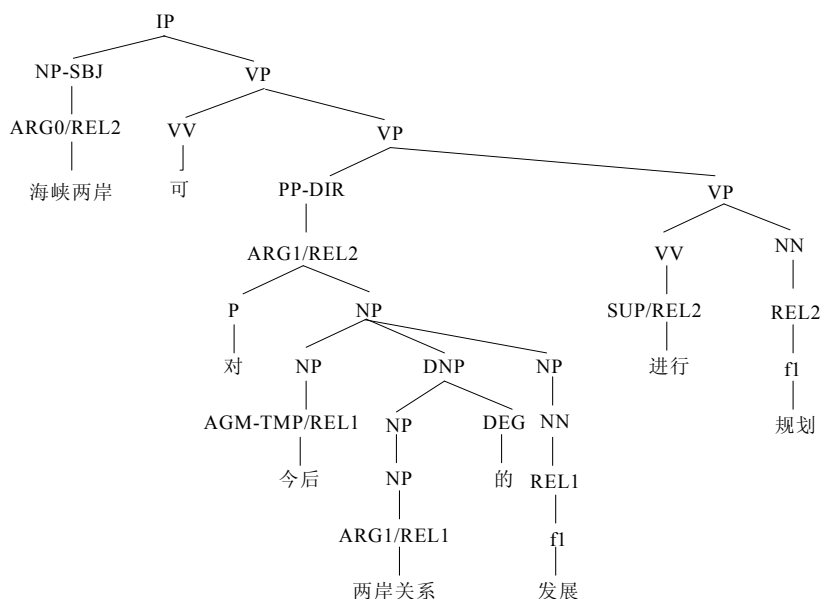 IP
NP-SBJ VP
ARG0/REL2 VV VP
海峡两岸 可 PP-DIR VP
ARG1/REL2 VV NN
P NP SUP/REL2 REL2
对 NP DNP NP 进行 f1
AGM-TMP/REL1 NP DEG NN 规划
今后 NP 的 REL1
ARG1/REL1 f1
两岸关系 发展